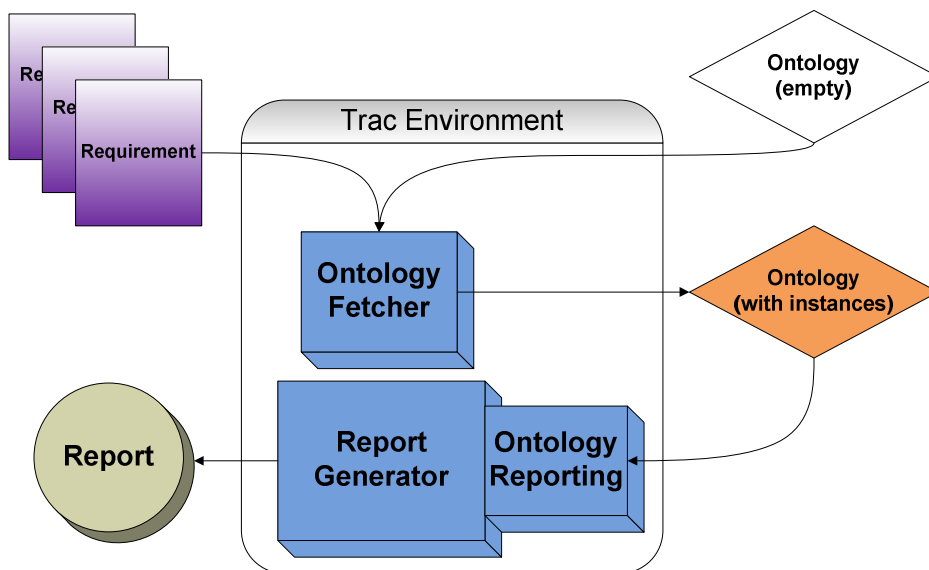 Re
Re
Requirement
Trac Environment
Ontology
(empty)
Ontology
Fetcher
Ontology
(with instances)
Report
Report
Generator
Ontology
Reporting